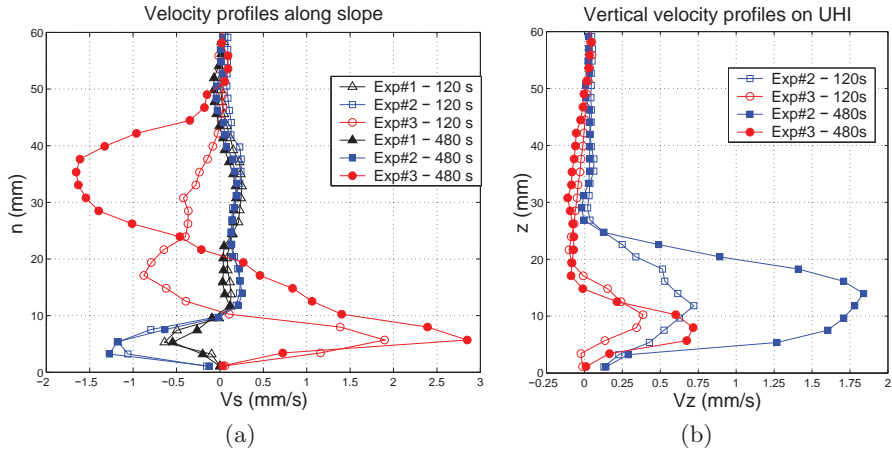 Velocity profiles along slope
60
50
40
30
20
10
0
n (mm)
Exp#1 − 120 s
Exp#2 − 120 s
Exp#3 − 120 s
Exp#1 − 480 s
Exp#2 − 480 s
Exp#3 − 480 s
−2 −1.5 −1 −0.5 0 0.5 1 1.5 2 2.5 3
Vs (mm/s)
(a)
Vertical velocity profiles on UHI
60
50
40
30
20
10
0
z (mm)
Exp#2 − 120s
Exp#3 − 120s
Exp#2 − 480s
Exp#3 − 480s
−0.25 0 0.25 0.5 0.75 1 1.25 1.5 1.75 2
Vz (mm/s)
(b)